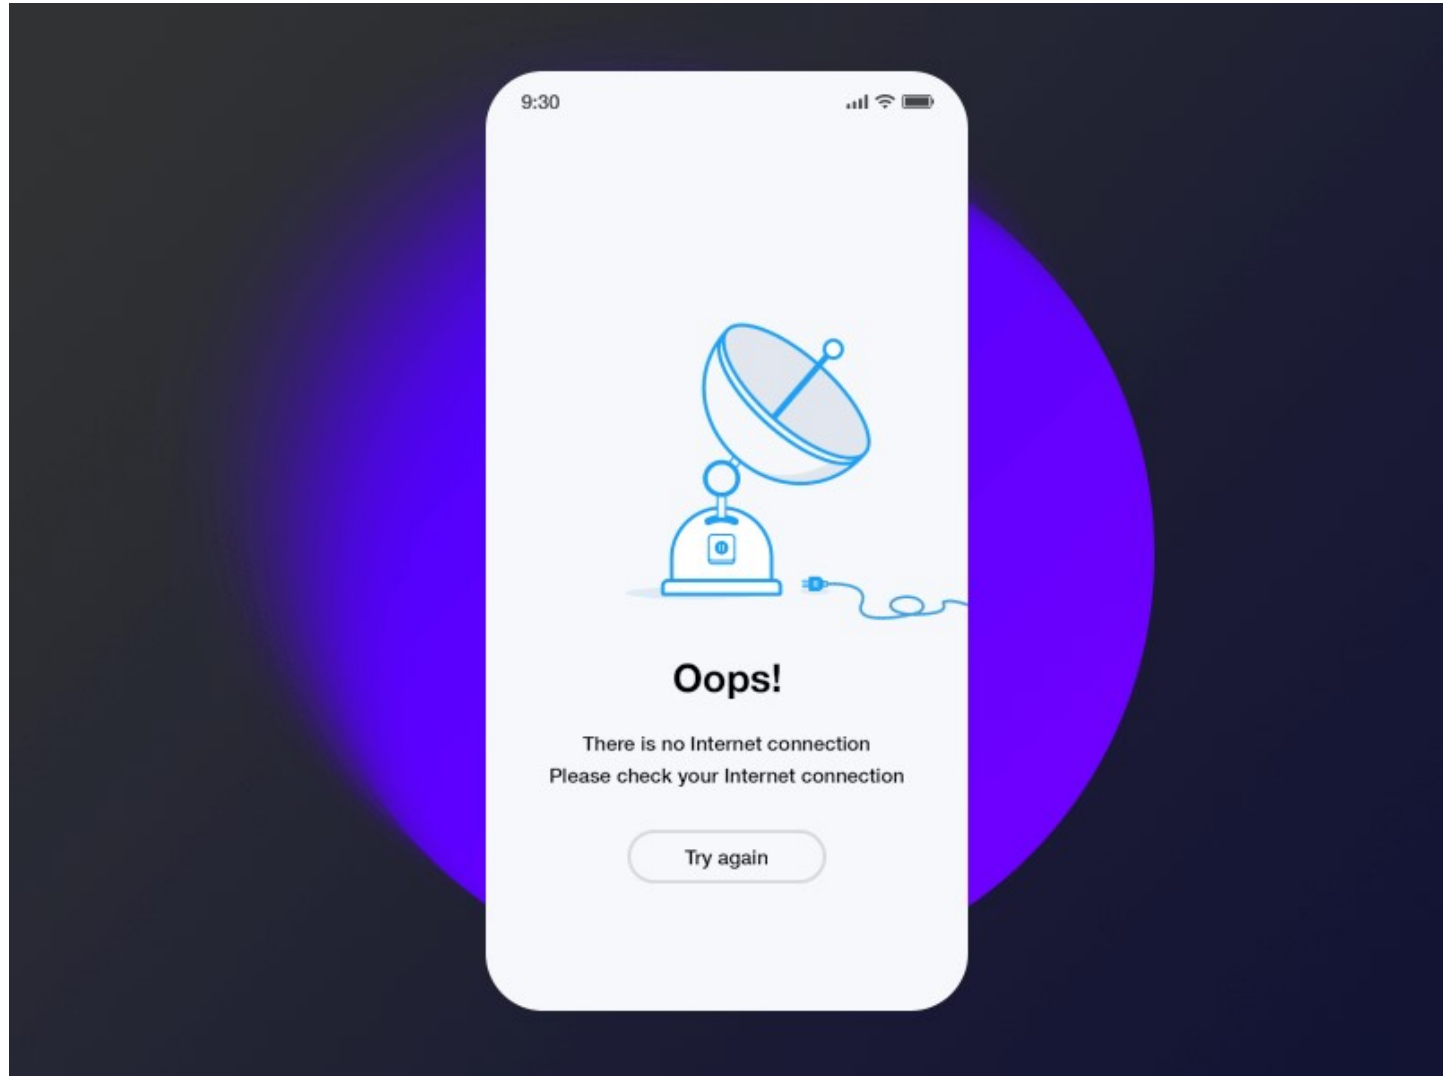 9:30
Oops!
There is no Internet connection
Please check your Internet connection
Try again